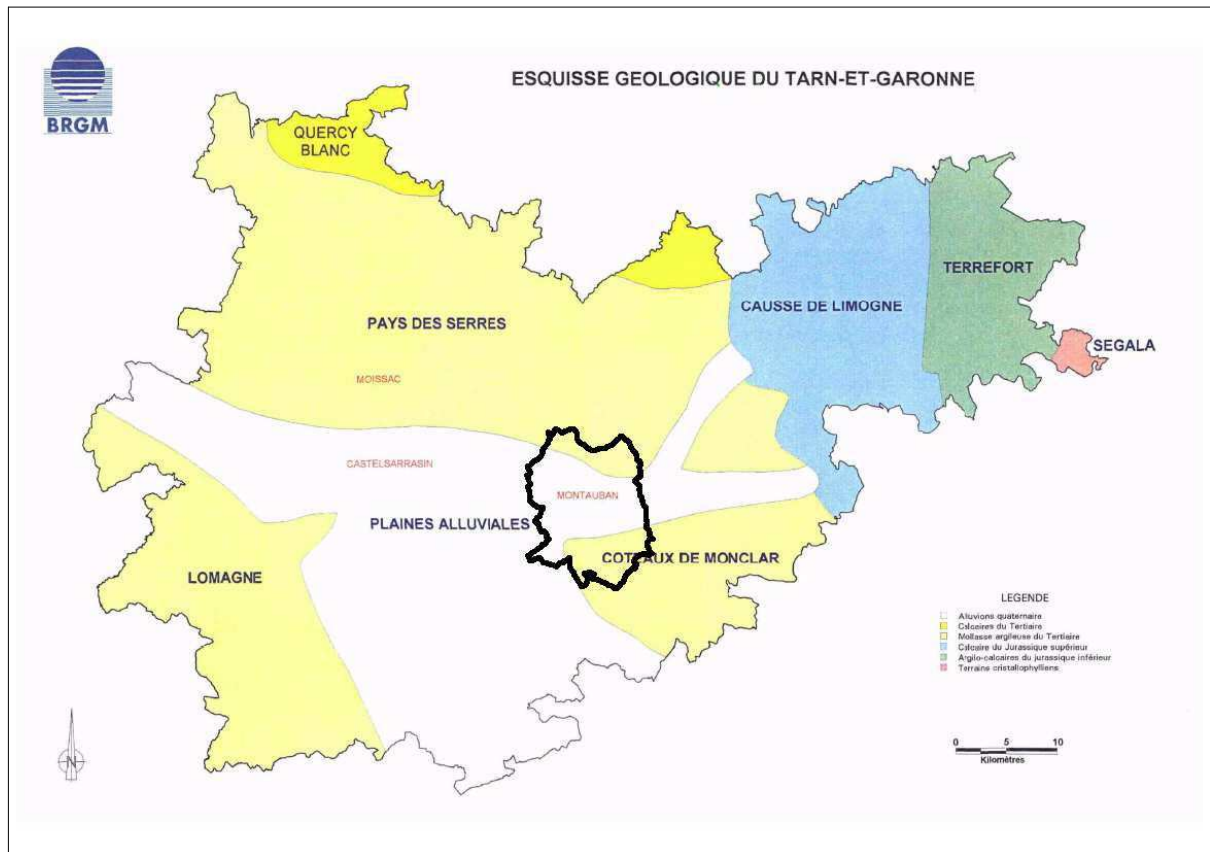 BRGM
ESQUISSE GEOLOGIQUE DU TARN-ET-GARONNE
QUERCY
BLANC
TERREFORT
CAUSSE DE LIMOGNE
PAYS DES SERRES
SEGALA
MOISSAC
CASTELSARRASIN
MONTAUBAN
PLAINES ALLUVIALES
COTEAUX DE MONCLAR
LOMAGNE
LEGENDE
Alluvions quaternaire
Calcaires du Tertiaire
Mollasse argileuse du Tertiaire
Calcaire du Jurassique supérieur
Argilo-calcaires du jurassique inférieur
Terrains cristallophylliens
N
0 5 10
Kilomètres